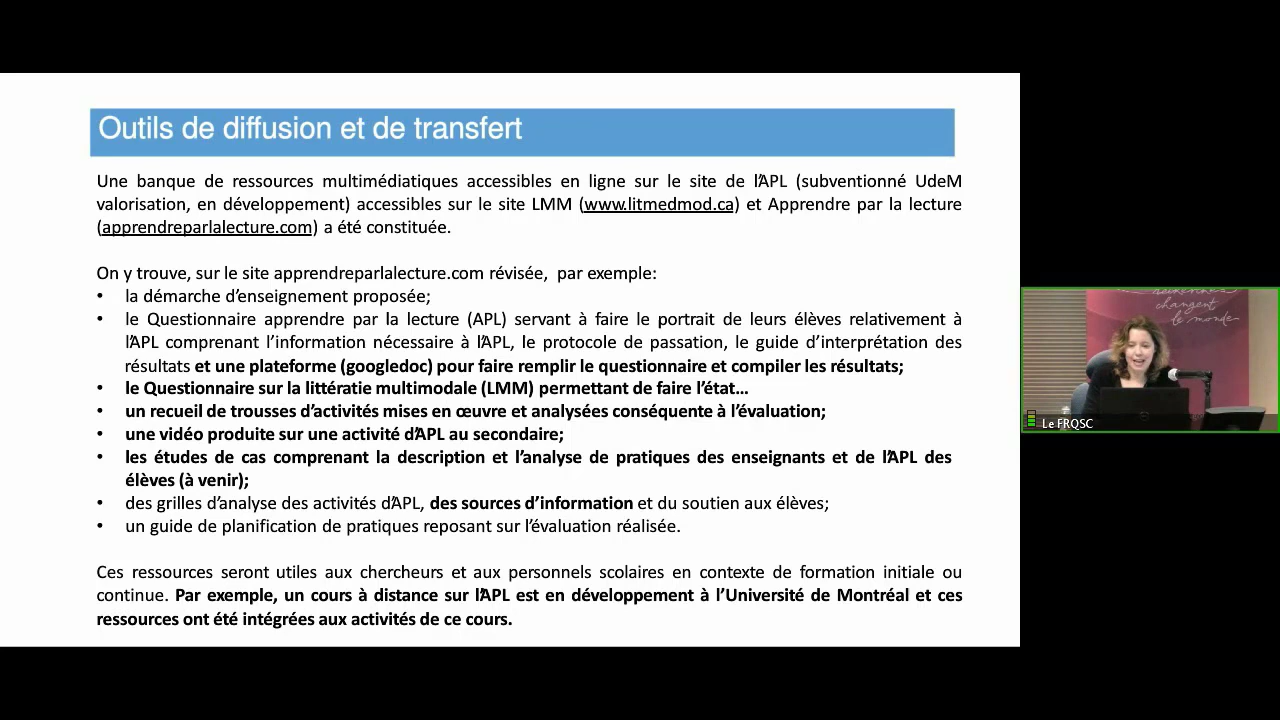 Outils de diffusion et de transfert
Une banque de ressources multimédiatiques accessibles en ligne sur le site de l'APL (subventionné UdeM
valorisation, en développement) accessibles sur le site LMM (www.litmedmod.ca) et Apprendre par la lecture
(apprendreparlalecture.com) a été constituée.
On y trouve, sur le site apprendreparlalecture.com révisée, par exemple:
• la démarche d'enseignement proposée;
• le Questionnaire apprendre par la lecture (APL) servant à faire le portrait de leurs élèves relativement à
l'APL comprenant l'information nécessaire à l'APL, le protocole de passation, le guide d'interprétation des
résultats et une plateforme (googledoc) pour faire remplir le questionnaire et compiler les résultats;
• le Questionnaire sur la littératie multimodale (LMM) permettant de faire l'état…
• un recueil de trousses d'activités mises en œuvre et analysées conséquente à l'évaluation;
• une vidéo produite sur une activité d'APL au secondaire;
• les études de cas comprenant la description et l'analyse de pratiques des enseignants et de l'APL des
élèves (à venir);
• des grilles d'analyse des activités d'APL, des sources d'information et du soutien aux élèves;
• un guide de planification de pratiques reposant sur l'évaluation réalisée.
Ces ressources seront utiles aux chercheurs et aux personnels scolaires en contexte de formation initiale ou
continue. Par exemple, un cours à distance sur l'APL est en développement à l'Université de Montréal et ces
ressources ont été intégrées aux activités de ce cours.
changent
le monde
Le FRQSC